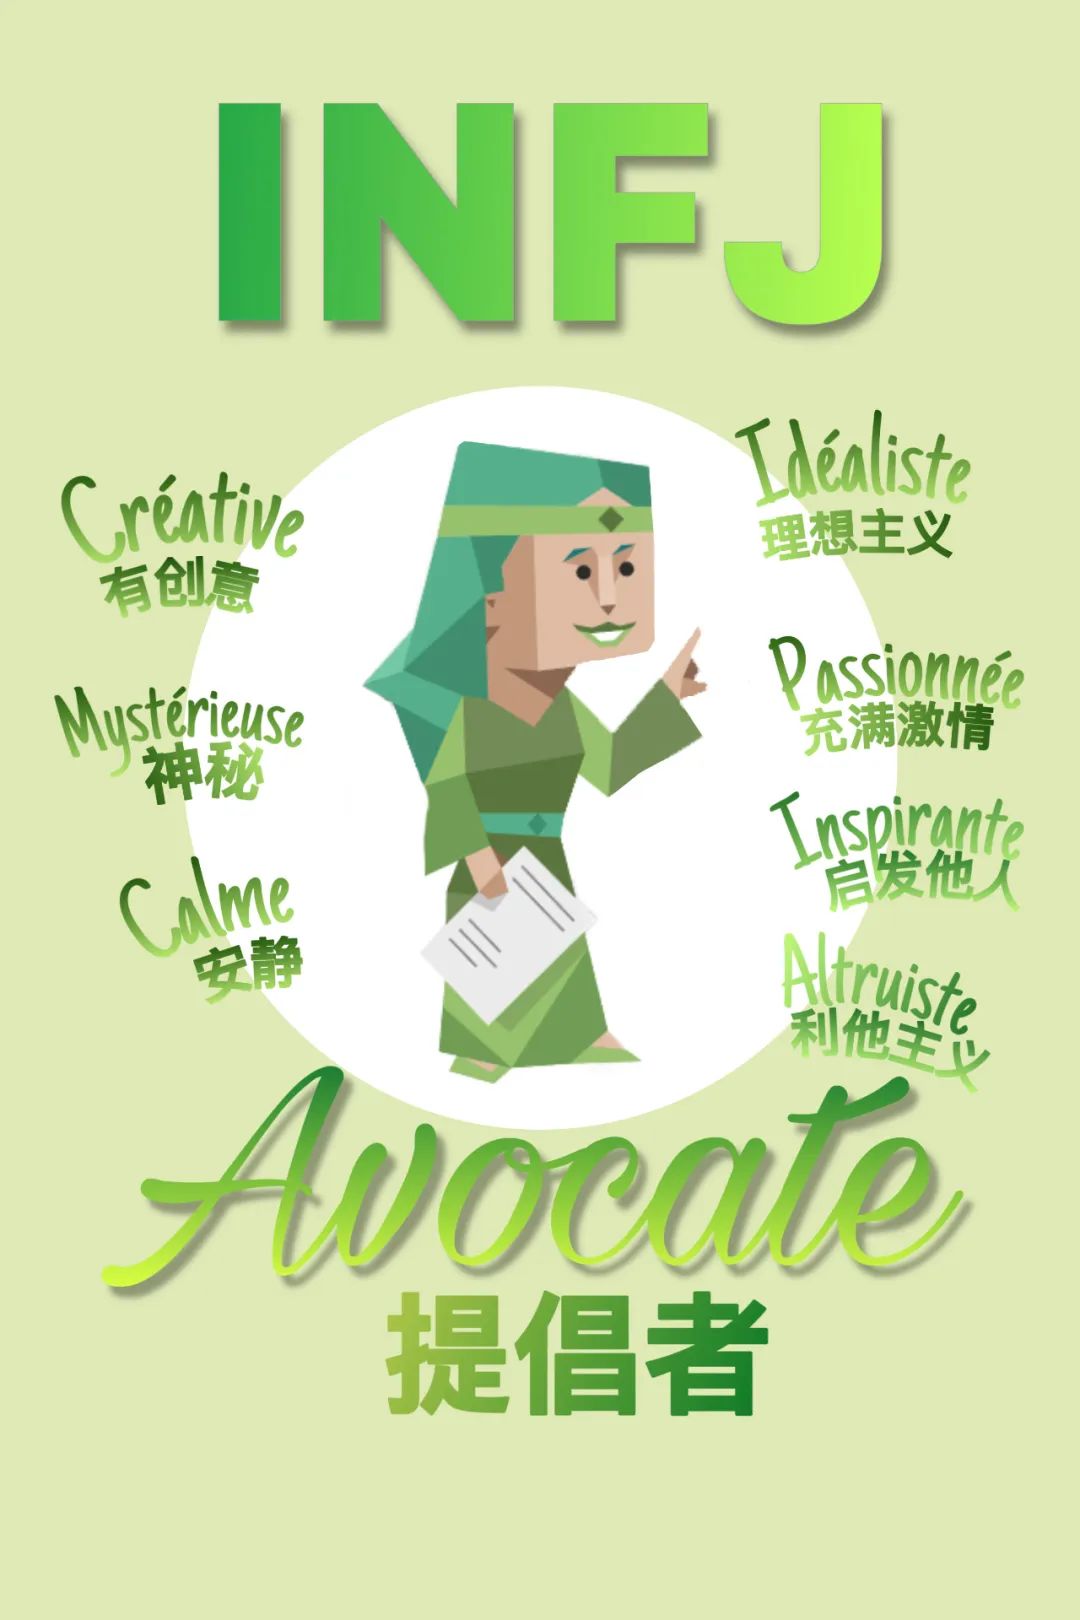 INFJ
Créative
有创意
Mystérieuse
神秘
Calme
安静
Idéaliste
理想主义
Passionnée
充满激情
Inspirante
启发他人
Altruiste
利他主义
Avocate
提倡者